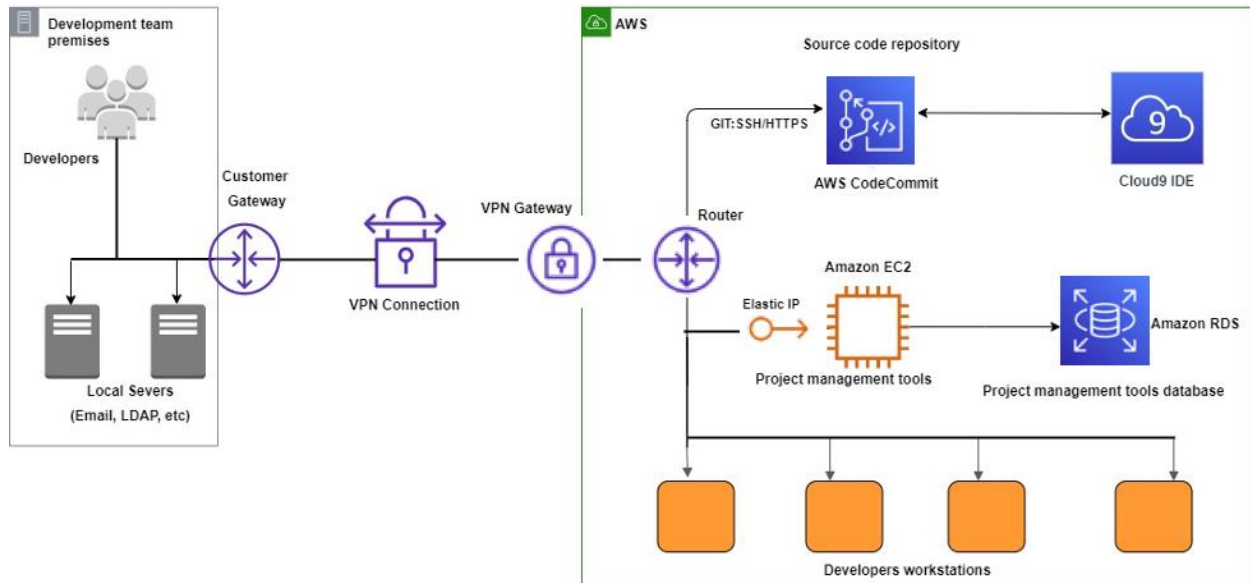 Development team
premises
AWS
Source code repository
GIT:SSH/HTTPS
9
Developers
AWS CodeCommit
Cloud9 IDE
Customer
Gateway
VPN Gateway
Router
VPN Connection
Amazon EC2
Elastic IP
Amazon RDS
Project management tools
Local Severs
(Email, LDAP, etc)
Project management tools database
Developers workstations